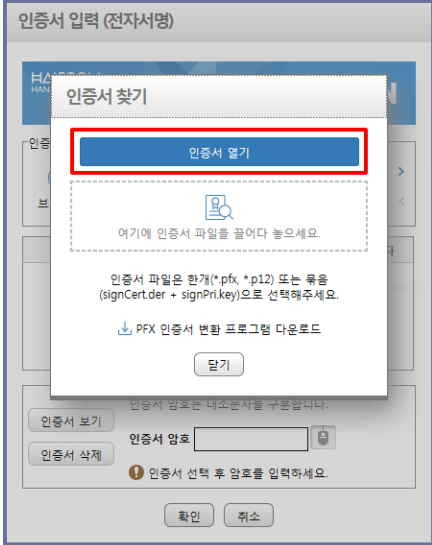 인증서 입력 (전자서명)
인증서 찾기
인증서 열기
여기에 인증서 파일을 끌어다 놓으세요.
인증서 파일은 한개(*.pfx, *.p12) 또는 묶음
(signCert.der + signPri.key)으로 선택해주세요.
PFX 인증서 변환 프로그램 다운로드
닫기
인증서 암호는 대소문자를 구분합니다.
인증서 보기
인증서 암호
인증서 삭제
인증서 선택 후 암호를 입력하세요.
확인
취소